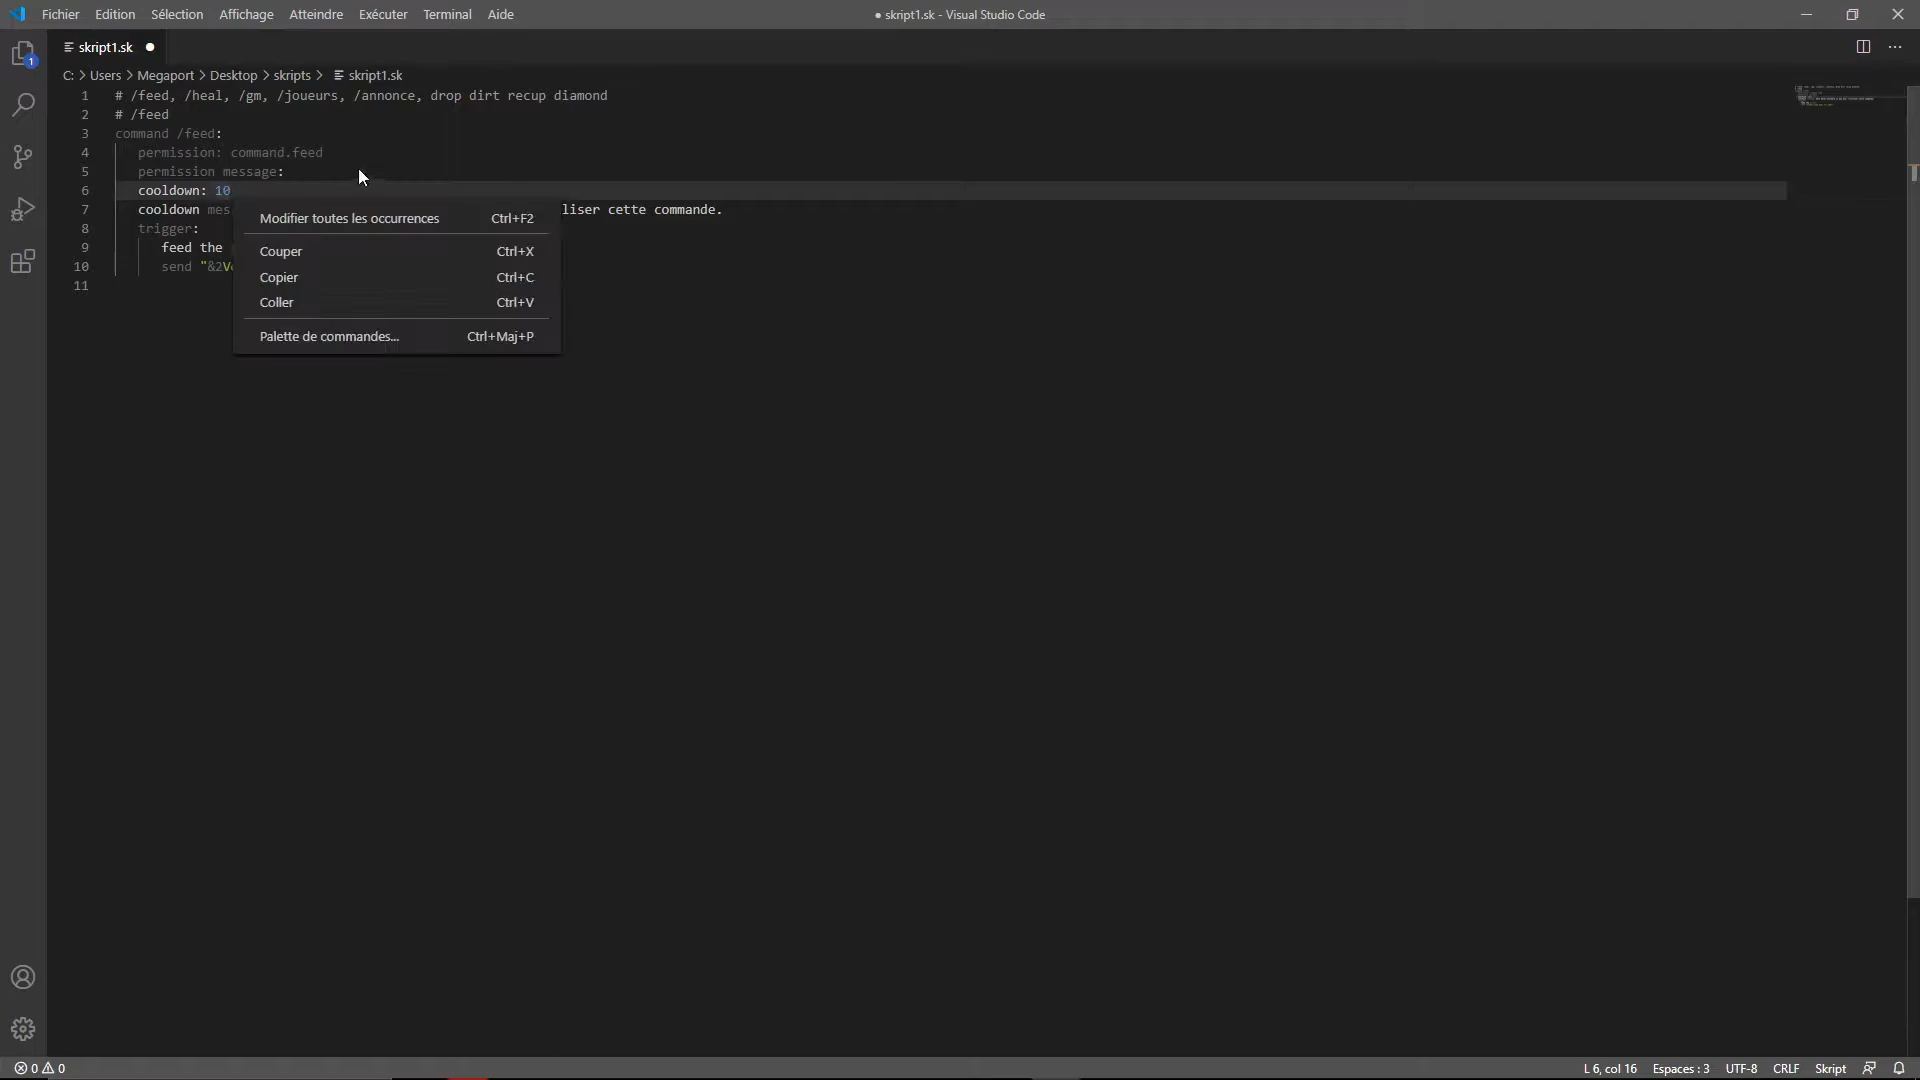 Fichier Edition Sélection Affichage Atteindre Exécuter Terminal Aide
● skript1.sk - Visual Studio Code
skript1.sk
1
C: > Users > Megaport > Desktop > skripts > skript1.sk
1 # /feed, /heal, /gm, /joueurs, /annonce, drop dirt recup diamond
2 # /feed
3 command /feed:
4 permission: command.feed
5 permission message:
6 cooldown: 10
7 cooldown mes liser cette commande.
8 trigger:
9 feed the
10 send "&2V
11
Modifier toutes les occurrences Ctrl+F2
Couper Ctrl+X
Copier Ctrl+C
Coller Ctrl+V
Palette de commandes... Ctrl+Maj+P
0 0
L 6, col 16 Espaces : 3 UTF-8 CRLF Skript